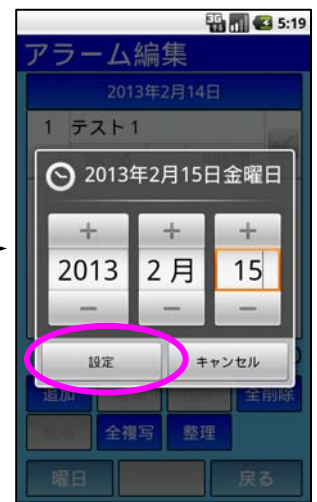 5:19
アラーム編集
2013年2月14日
1 テスト1
2013年2月15日金曜日
+ + +
2013 2月 15
− − −
設定 キャンセル
追加 全削除
全複写 整理
曜日 戻る